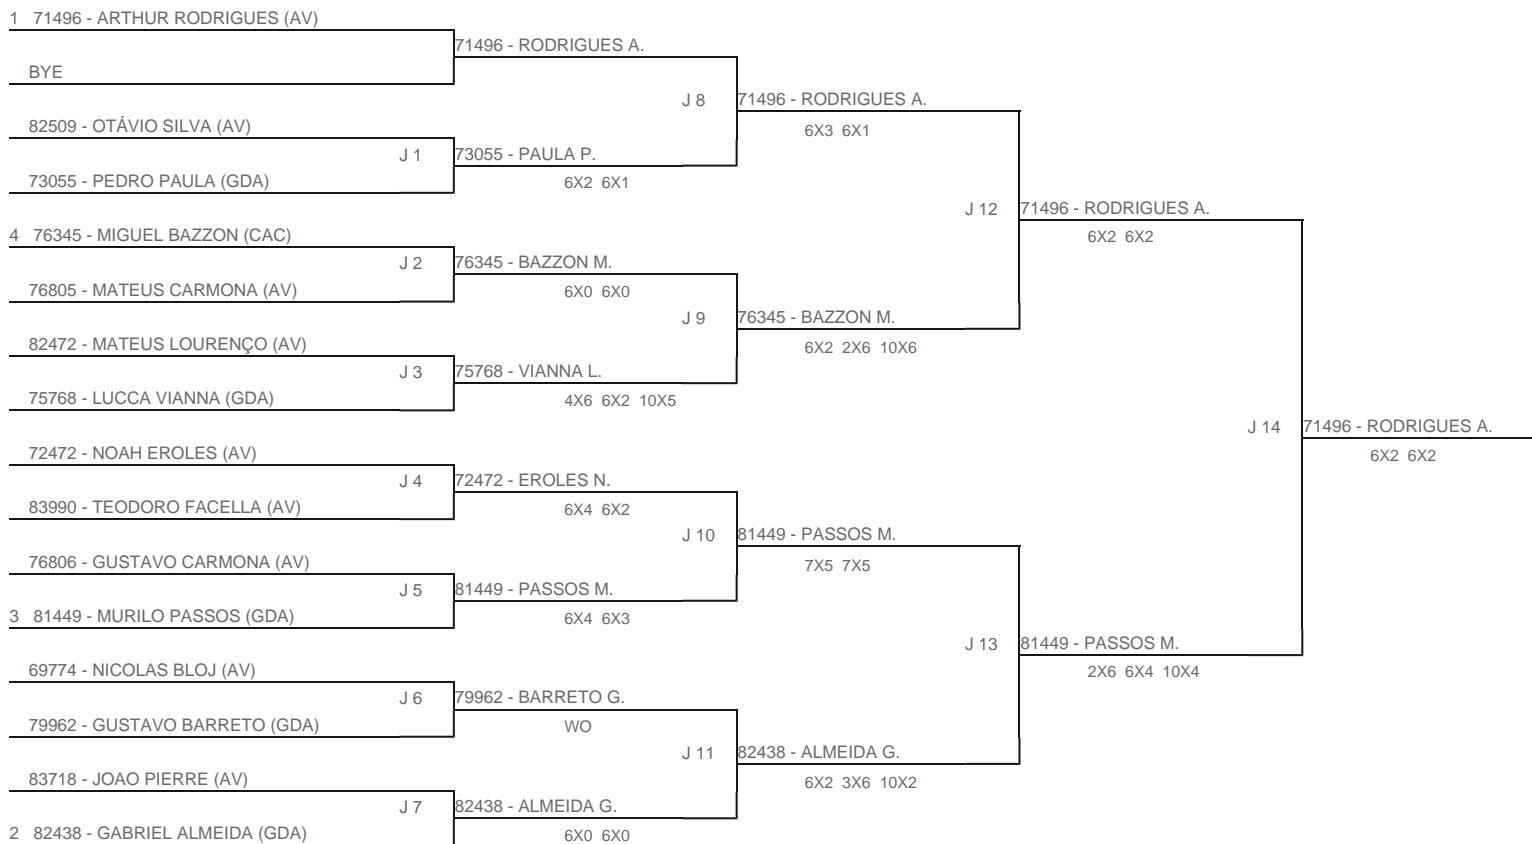 1 71496 - ARTHUR RODRIGUES (AV)
71496 - RODRIGUES A.
BYE
J 8 71496 - RODRIGUES A.
82509 - OTÁVIO SILVA (AV)
6X3 6X1
J 1 73055 - PAULA P.
73055 - PEDRO PAULA (GDA)
6X2 6X1
J 12 71496 - RODRIGUES A.
4 76345 - MIGUEL BAZZON (CAC)
6X2 6X2
J 2 76345 - BAZZON M.
76805 - MATEUS CARMONA (AV)
6X0 6X0
J 9 76345 - BAZZON M.
82472 - MATEUS LOURENÇO (AV)
6X2 2X6 10X6
J 3 75768 - VIANNA L.
75768 - LUCCA VIANNA (GDA)
4X6 6X2 10X5
J 14 71496 - RODRIGUES A.
72472 - NOAH EROLES (AV)
6X2 6X2
J 4 72472 - EROLES N.
83990 - TEODORO FACELLA (AV)
6X4 6X2
J 10 81449 - PASSOS M.
76806 - GUSTAVO CARMONA (AV)
7X5 7X5
J 5 81449 - PASSOS M.
3 81449 - MURILO PASSOS (GDA)
6X4 6X3
J 13 81449 - PASSOS M.
69774 - NICOLAS BLOJ (AV)
2X6 6X4 10X4
J 6 79962 - BARRETO G.
79962 - GUSTAVO BARRETO (GDA)
WO
J 11 82438 - ALMEIDA G.
83718 - JOAO PIERRE (AV)
6X2 3X6 10X2
J 7 82438 - ALMEIDA G.
2 82438 - GABRIEL ALMEIDA (GDA)
6X0 6X0